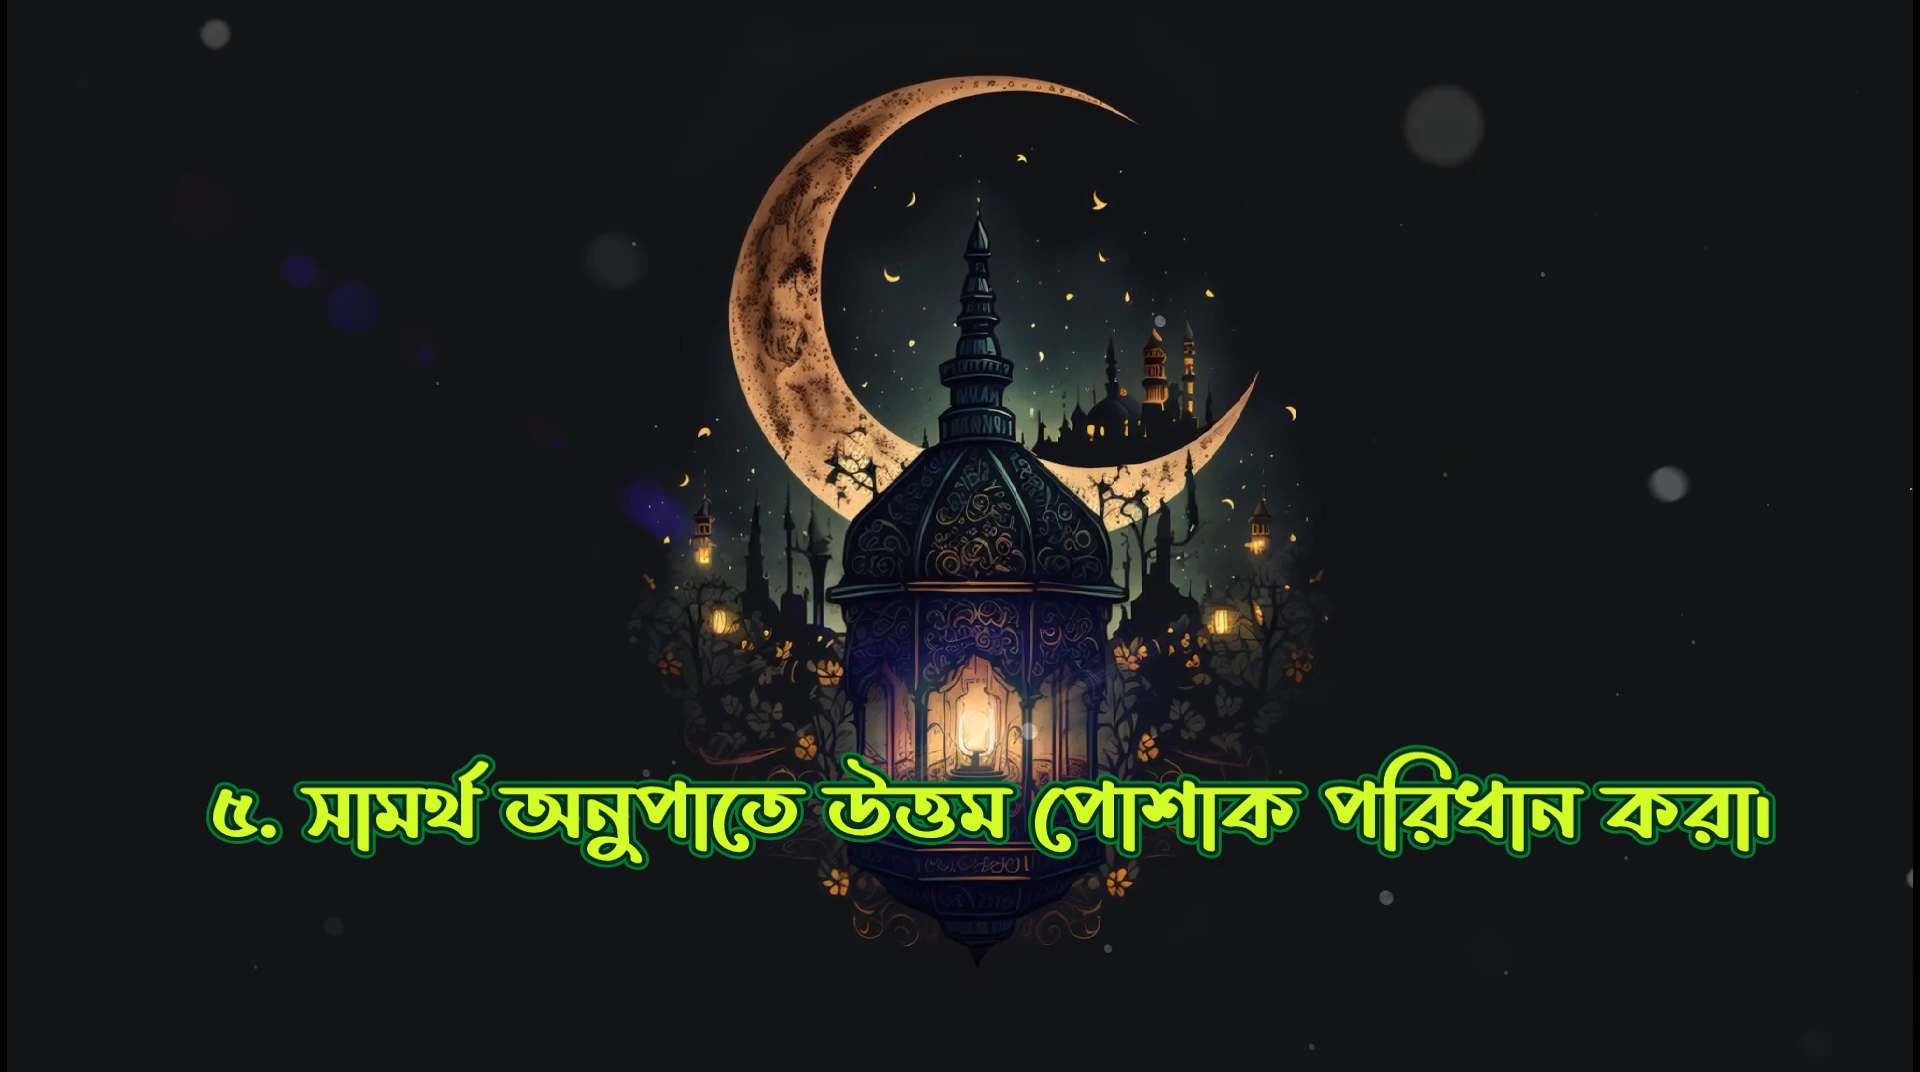 ৫. সামর্থ অনুপাতে উত্তম পোশাক পরিধান করা।